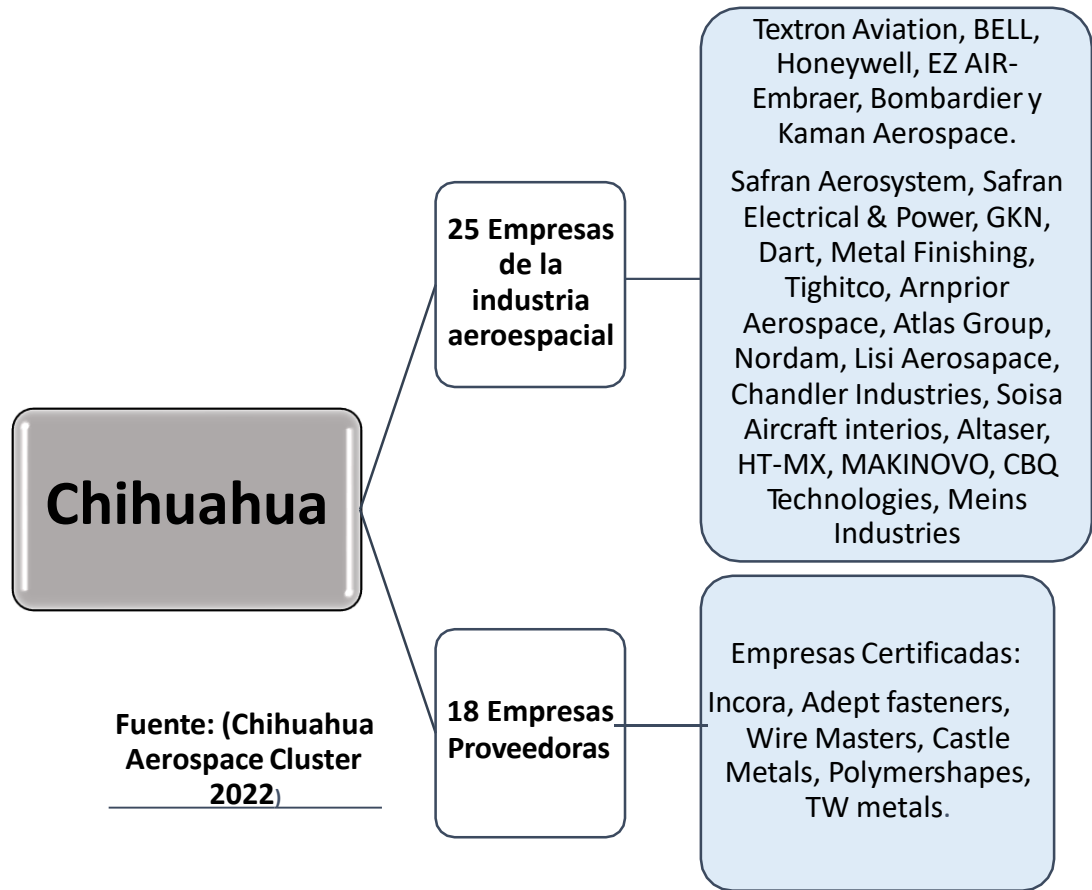 Chihuahua
25 Empresas
de la
industria
aeroespacial
Textron Aviation, BELL,
Honeywell, EZ AIR-
Embraer, Bombardier y
Kaman Aerospace.
Safran Aerosystem, Safran
Electrical & Power, GKN,
Dart, Metal Finishing,
Tighitco, Arnprior
Aerospace, Atlas Group,
Nordam, Lisi Aerosapace,
Chandler Industries, Soisa
Aircraft interios, Altaser,
HT-MX, MAKINOVO, CBQ
Technologies, Meins
Industries
18 Empresas
Proveedoras
Empresas Certificadas:
Incora, Adept fasteners,
Wire Masters, Castle
Metals, Polymershapes,
TW metals.
Fuente: (Chihuahua
Aerospace Cluster
2022)